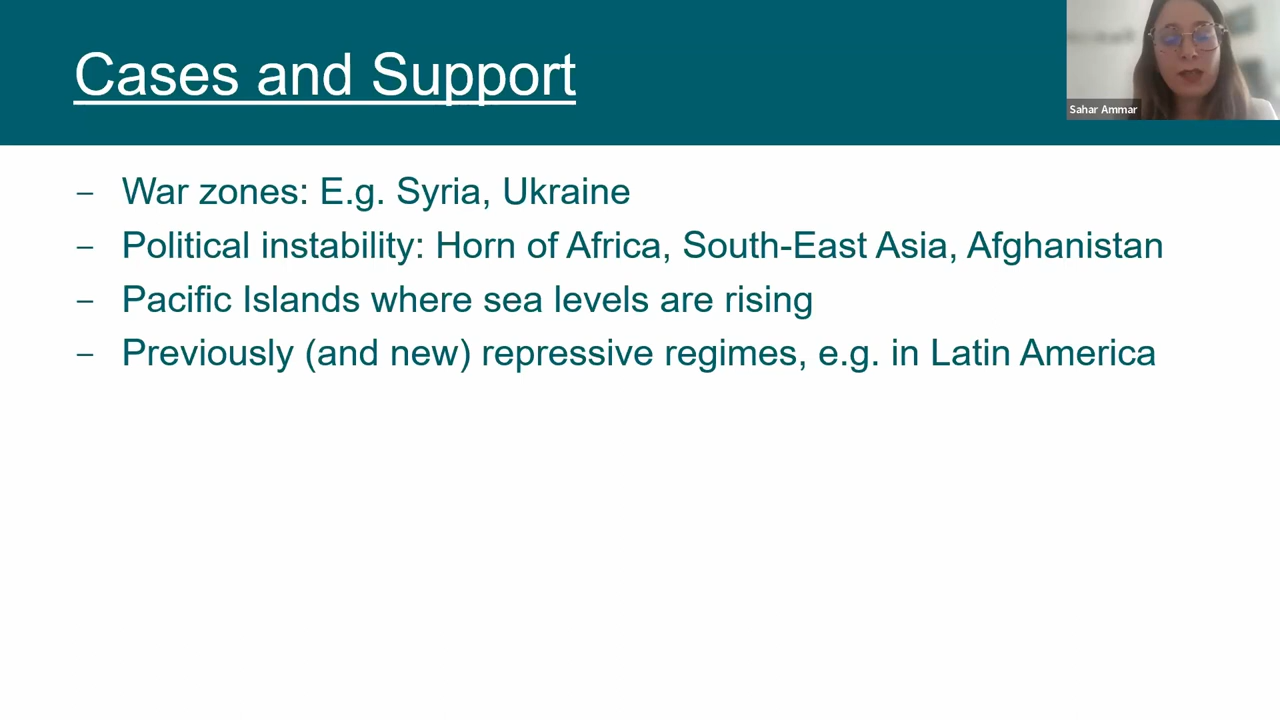 Cases and Support
Sahar Ammar
– War zones: E.g. Syria, Ukraine
– Political instability: Horn of Africa, South-East Asia, Afghanistan
– Pacific Islands where sea levels are rising
– Previously (and new) repressive regimes, e.g. in Latin America